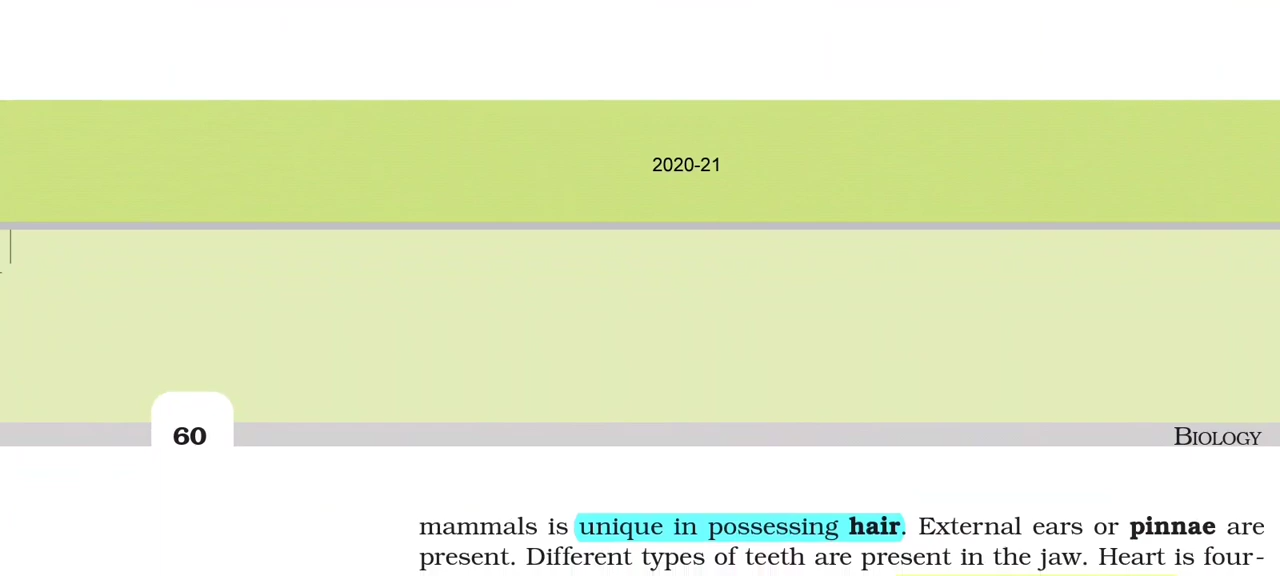 2020-21
60
BIOLOGY
mammals is unique in possessing hair. External ears or pinnae are
present. Different types of teeth are present in the jaw. Heart is four-